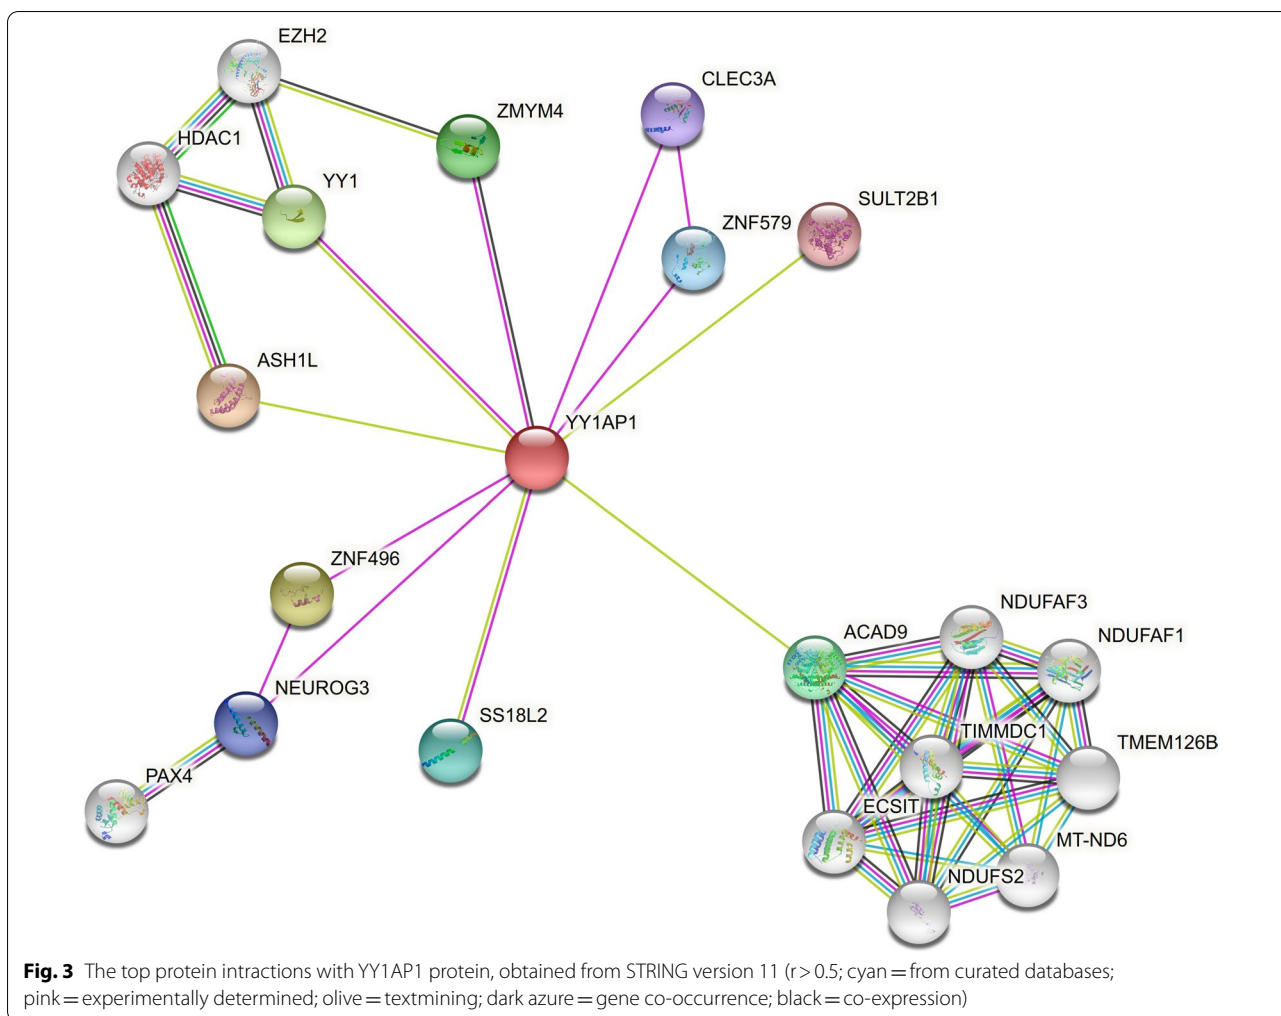 EZH2
CLEC3A
ZMYM4
HDAC1
YY1
SULT2B1
ZNF579
ASH1L
YY1AP1
ZNF496
NDUFAF3
ACAD9
NDUFAF1
NEUROG3
SS18L2
TIMMDC1
TMEM126B
PAX4
ECSIT
MT-ND6
NDUFS2
Fig. 3 The top protein intractions with YY1AP1 protein, obtained from STRING version 11 (r > 0.5; cyan = from curated databases;
pink = experimentally determined; olive = textmining; dark azure = gene co-occurrence; black = co-expression)